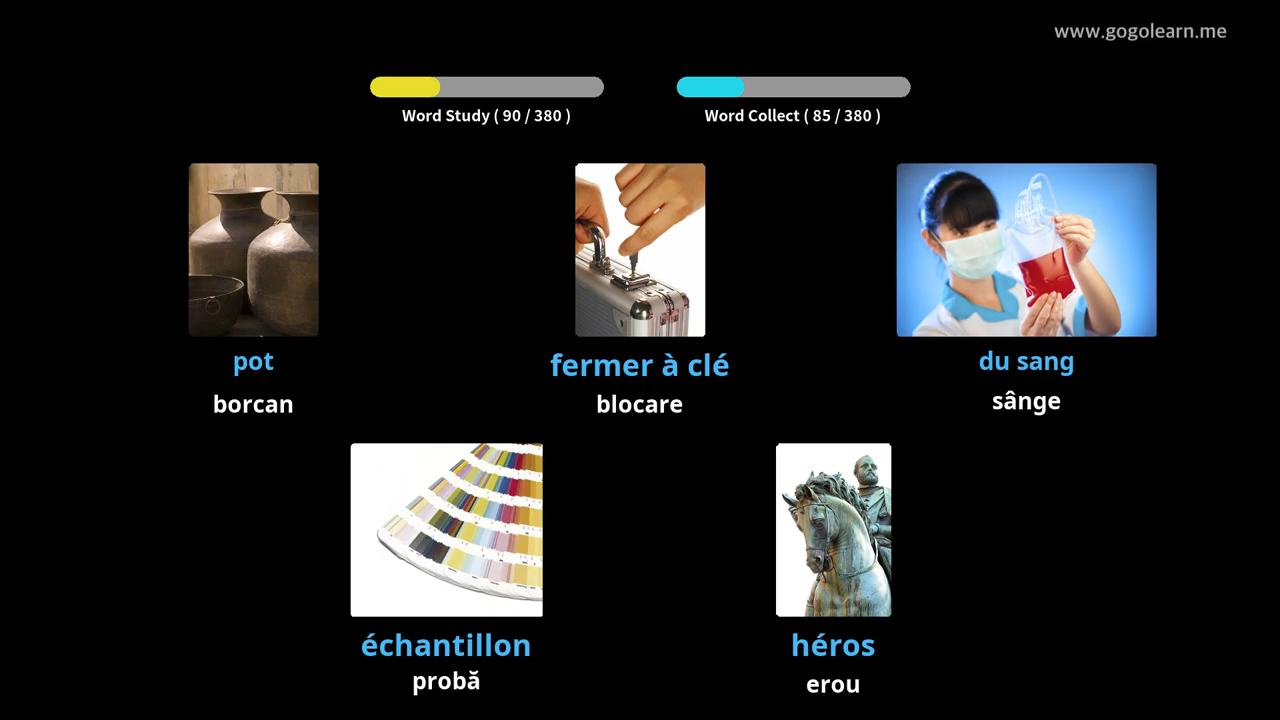 www.gogolearn.me
Word Study ( 90 / 380 )
Word Collect ( 85 / 380 )
pot
borcan
fermer à clé
blocare
du sang
sânge
échantillon
probă
héros
erou